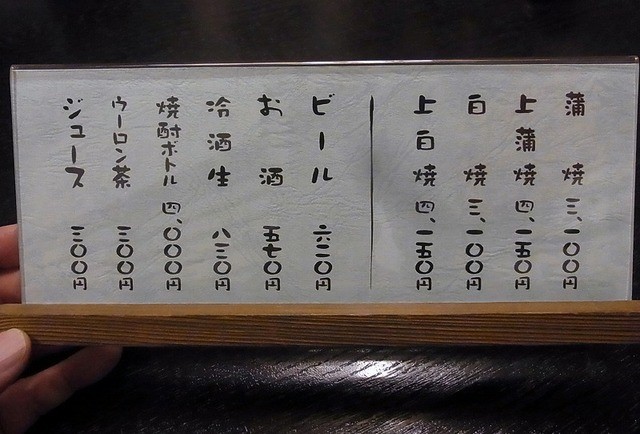 蒲焼 三、一〇〇円
上蒲焼 四、一五〇円
白焼 三、一〇〇円
上白焼 四、一五〇円
ビール 六二〇円
お酒 五七〇円
冷酒生 八三〇円
焼酎ボトル 四、〇〇〇円
ウーロン茶 三〇〇円
ジュース 三〇〇円